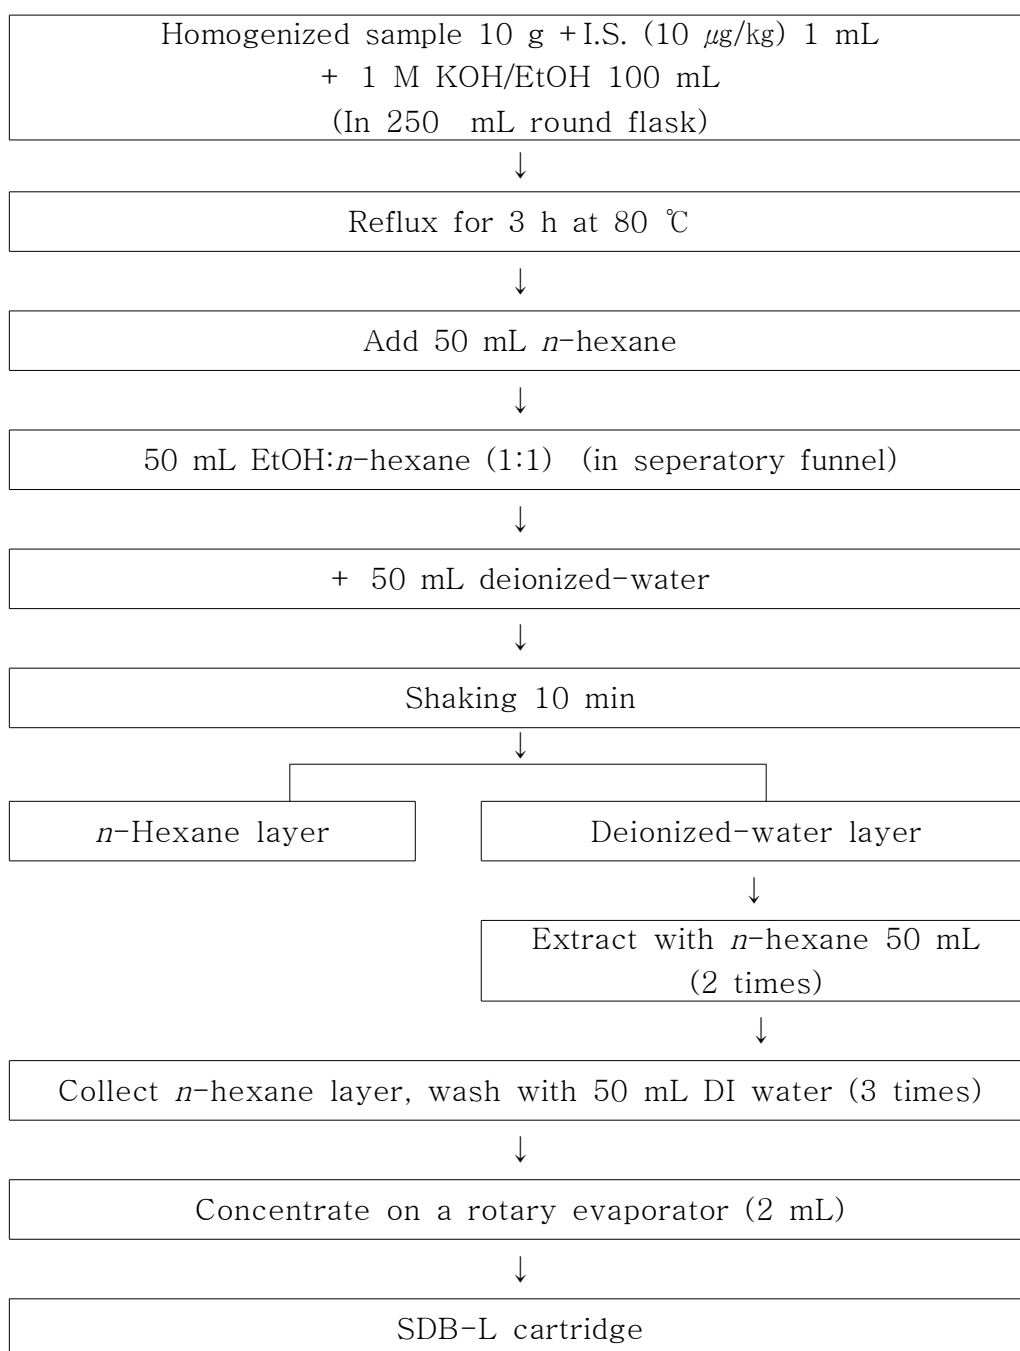 Homogenized sample 10 g +I.S. (10 ㎍/kg) 1 mL
+ 1 M KOH/EtOH 100 mL
(In 250 mL round flask)
↓
Reflux for 3 h at 80 ℃
↓
Add 50 mL n-hexane
↓
50 mL EtOH:n-hexane (1:1) (in seperatory funnel)
↓
+ 50 mL deionized-water
↓
Shaking 10 min
↓
n-Hexane layer
Deionized-water layer
↓
Extract with n-hexane 50 mL
(2 times)
↓
Collect n-hexane layer, wash with 50 mL DI water (3 times)
↓
Concentrate on a rotary evaporator (2 mL)
↓
SDB-L cartridge